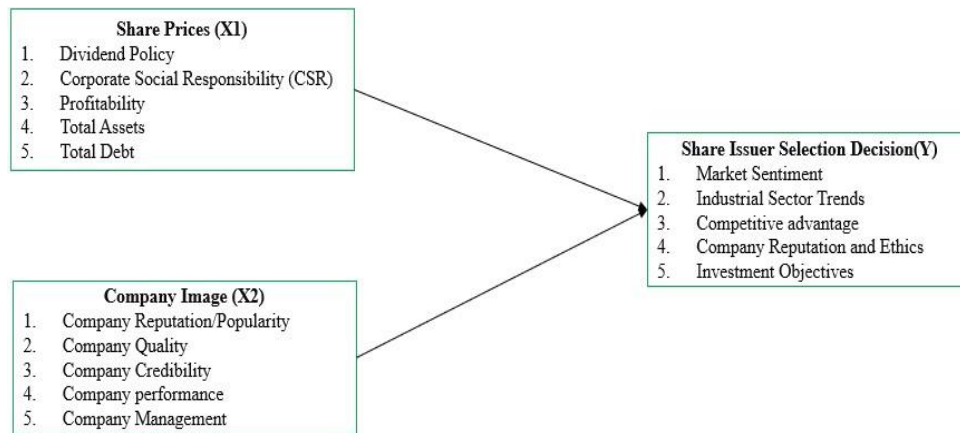 Share Prices (X1)
1. Dividend Policy
2. Corporate Social Responsibility (CSR)
3. Profitability
4. Total Assets
5. Total Debt
Share Issuer Selection Decision(Y)
1. Market Sentiment
2. Industrial Sector Trends
3. Competitive advantage
4. Company Reputation and Ethics
5. Investment Objectives
Company Image (X2)
1. Company Reputation/Popularity
2. Company Quality
3. Company Credibility
4. Company performance
5. Company Management